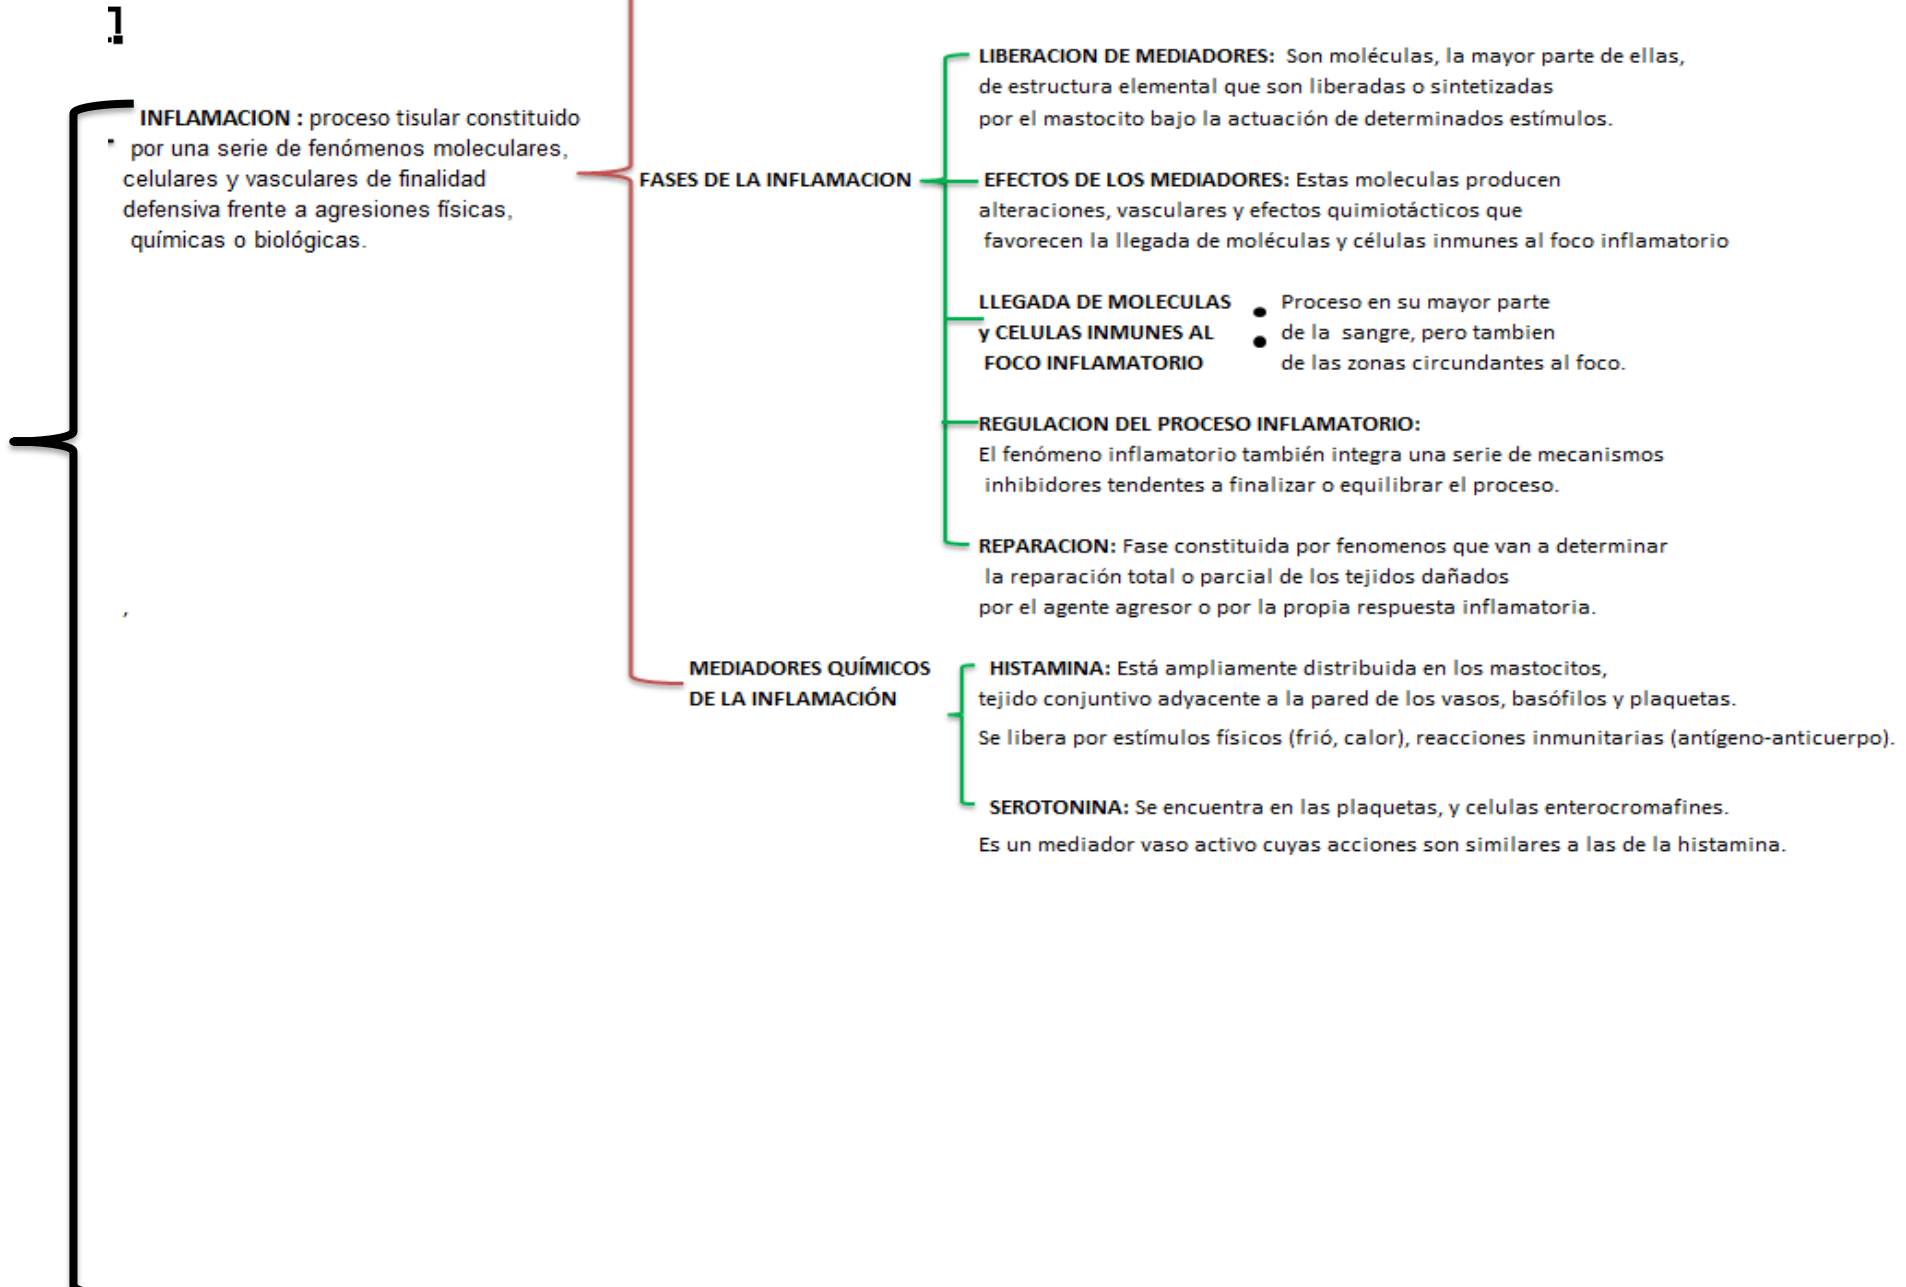 INFLAMACION : proceso tisular constituido
por una serie de fenómenos moleculares,
celulares y vasculares de finalidad
defensiva frente a agresiones físicas,
químicas o biológicas.
FASES DE LA INFLAMACION
LIBERACION DE MEDIADORES: Son moléculas, la mayor parte de ellas,
de estructura elemental que son liberadas o sintetizadas
por el mastocito bajo la actuación de determinados estímulos.
EFECTOS DE LOS MEDIADORES: Estas moleculas producen
alteraciones, vasculares y efectos quimiotácticos que
favorecen la llegada de moléculas y células inmunes al foco inflamatorio
LLEGADA DE MOLECULAS
y CELULAS INMUNES AL
FOCO INFLAMATORIO
: Proceso en su mayor parte
de la sangre, pero tambien
de las zonas circundantes al foco.
REGULACION DEL PROCESO INFLAMATORIO:
El fenómeno inflamatorio también integra una serie de mecanismos
inhibidores tendentes a finalizar o equilibrar el proceso.
REPARACION: Fase constituida por fenomenos que van a determinar
la reparación total o parcial de los tejidos dañados
por el agente agresor o por la propia respuesta inflamatoria.
,
MEDIADORES QUÍMICOS
DE LA INFLAMACIÓN
HISTAMINA: Está ampliamente distribuida en los mastocitos,
tejido conjuntivo adyacente a la pared de los vasos, basófilos y plaquetas.
Se libera por estímulos físicos (frió, calor), reacciones inmunitarias (antígeno-anticuerpo).
SEROTONINA: Se encuentra en las plaquetas, y celulas enterocromafines.
Es un mediador vaso activo cuyas acciones son similares a las de la histamina.